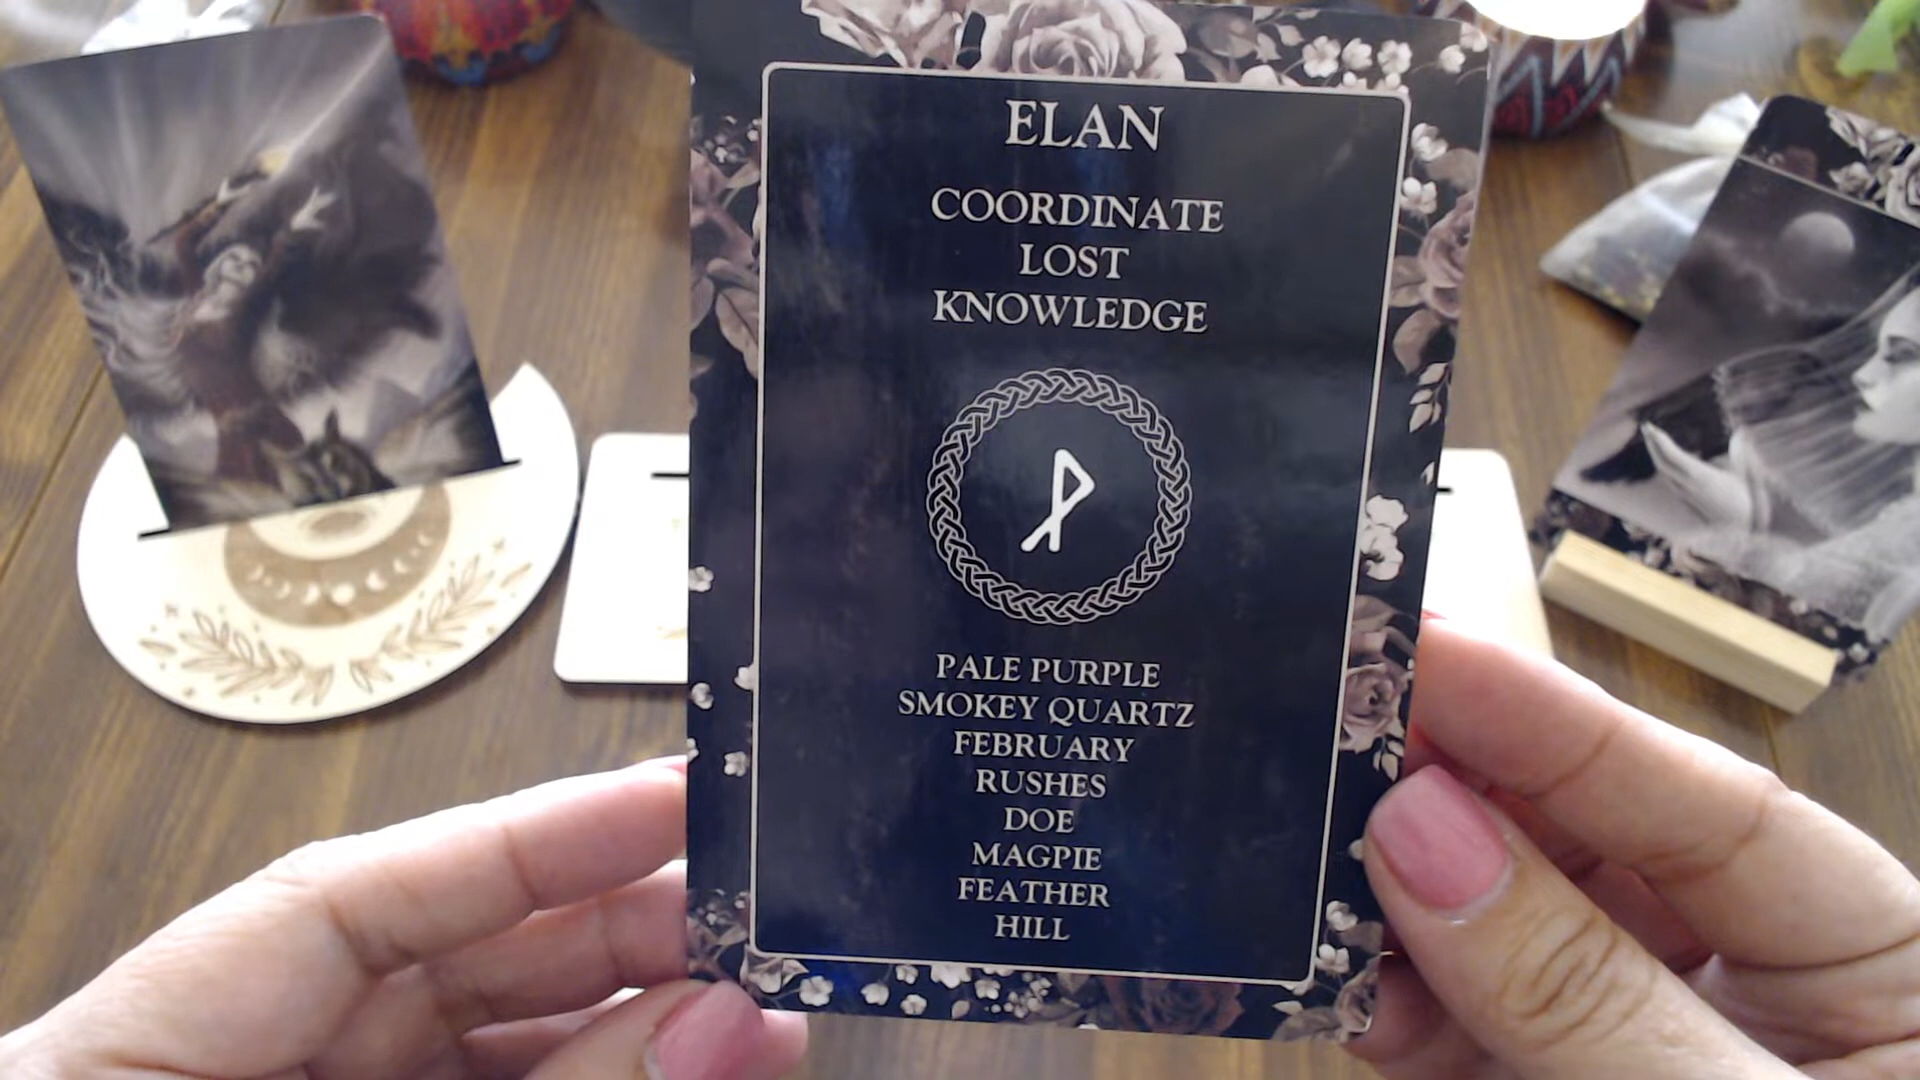 ELAN
COORDINATE
LOST
KNOWLEDGE
PALE PURPLE
SMOKEY QUARTZ
FEBRUARY
RUSHES
DOE
MAGPIE
FEATHER
HILL